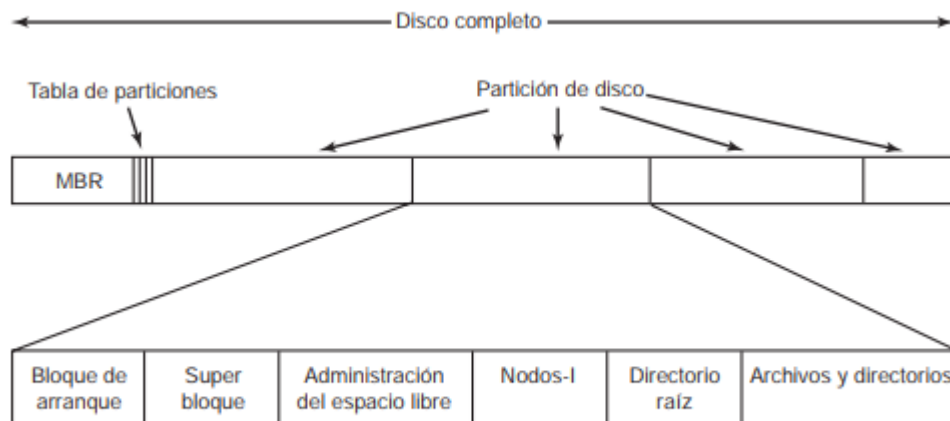 Disco completo
Tabla de particiones
Partición de disco
MBR
Bloque de
arranque
Super
bloque
Administración
del espacio libre
Nodos-I
Directorio
raíz
Archivos y directorios